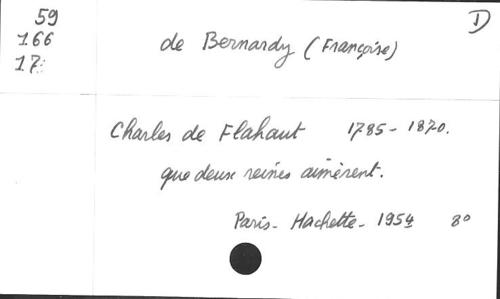 59
166
17:
de Bernardy (Françoise)
D
Charles de Flahaut 1785-1870.
que deux reines aimèrent.
Paris - Hachette - 1954 8°